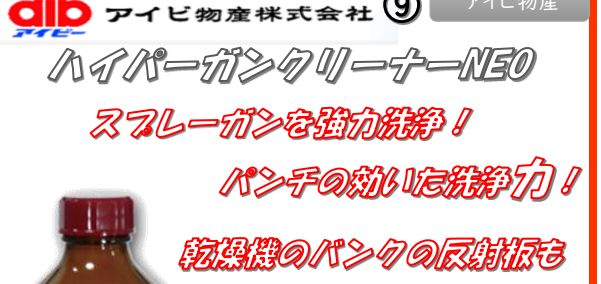 アイビ物産株式会社 ⑨ アイビ物産
アイビー
ハイパーガンクリーナーNEO
スプレーガンを強力洗浄！
パンチの効いた洗浄力！
乾燥機のバンクの反射板も